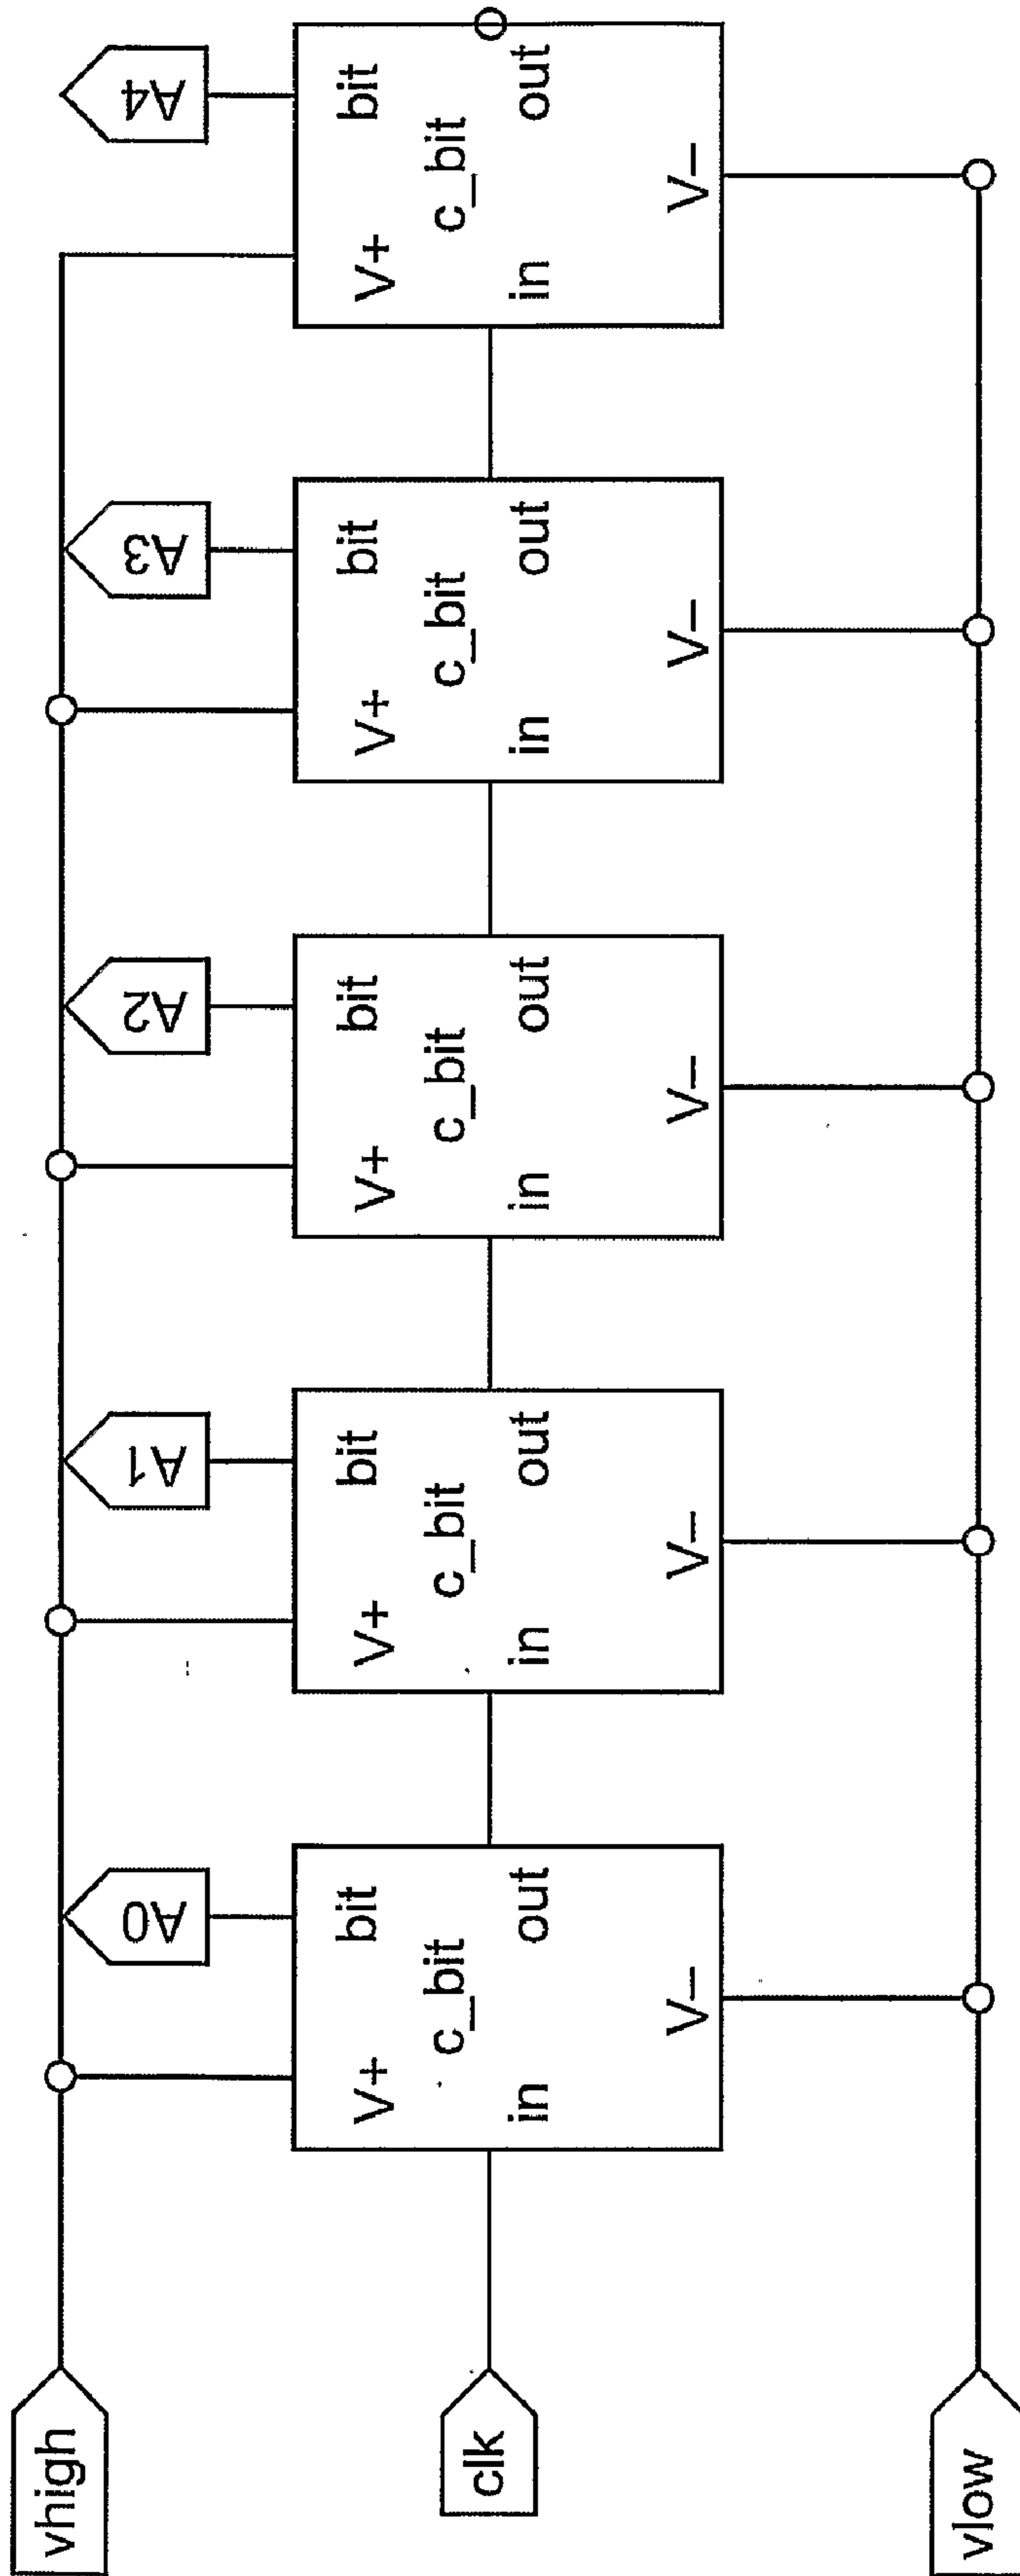 vhigh
clk
vlow
A0
V+
bit
c_bit
in
out
V−
A1
V+
bit
c_bit
in
out
V−
A2
V+
bit
c_bit
in
out
V−
A3
V+
bit
c_bit
in
out
V−
A4
V+
bit
c_bit
in
out
V−